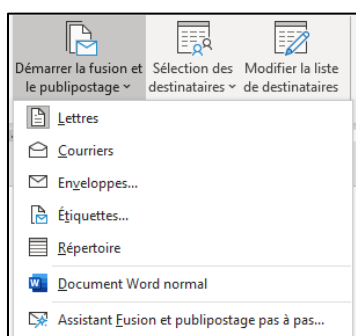 Démarrer la fusion et
le publipostage
Sélection des
destinataires
Modifier la liste
de destinataires
Lettres
Courriers
Enveloppes...
Étiquettes...
Répertoire
Document Word normal
Assistant Fusion et publipostage pas à pas...